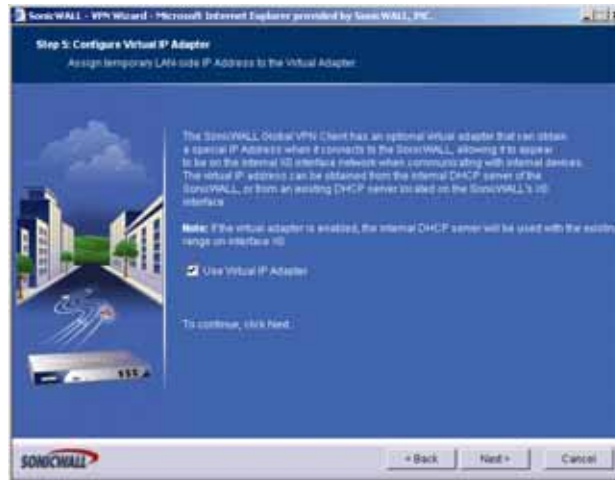 SonicWALL - VPN Wizard - Microsoft Internet Explorer provided by SonicWALL, INC.
Step 5: Configure Virtual IP Adapter
Assign temporary LAN-side IP Address to the Virtual Adapter
The SonicWALL Global VPN Client has an optional virtual adapter that can obtain
a special IP Address when it connects to the SonicWALL, allowing it to appear
to be on the internal X0 interface network when communicating with internal devices.
The virtual IP address can be obtained from the internal DHCP server of the
SonicWALL, or from an existing DHCP server located on the SonicWALL's X0
interface
Note: If the virtual adapter is enabled, the internal DHCP server will be used with the existing
range on interface X0
Use Virtual IP Adapter
To continue, click Next.
SONICWALL
< Back
Next >
Cancel